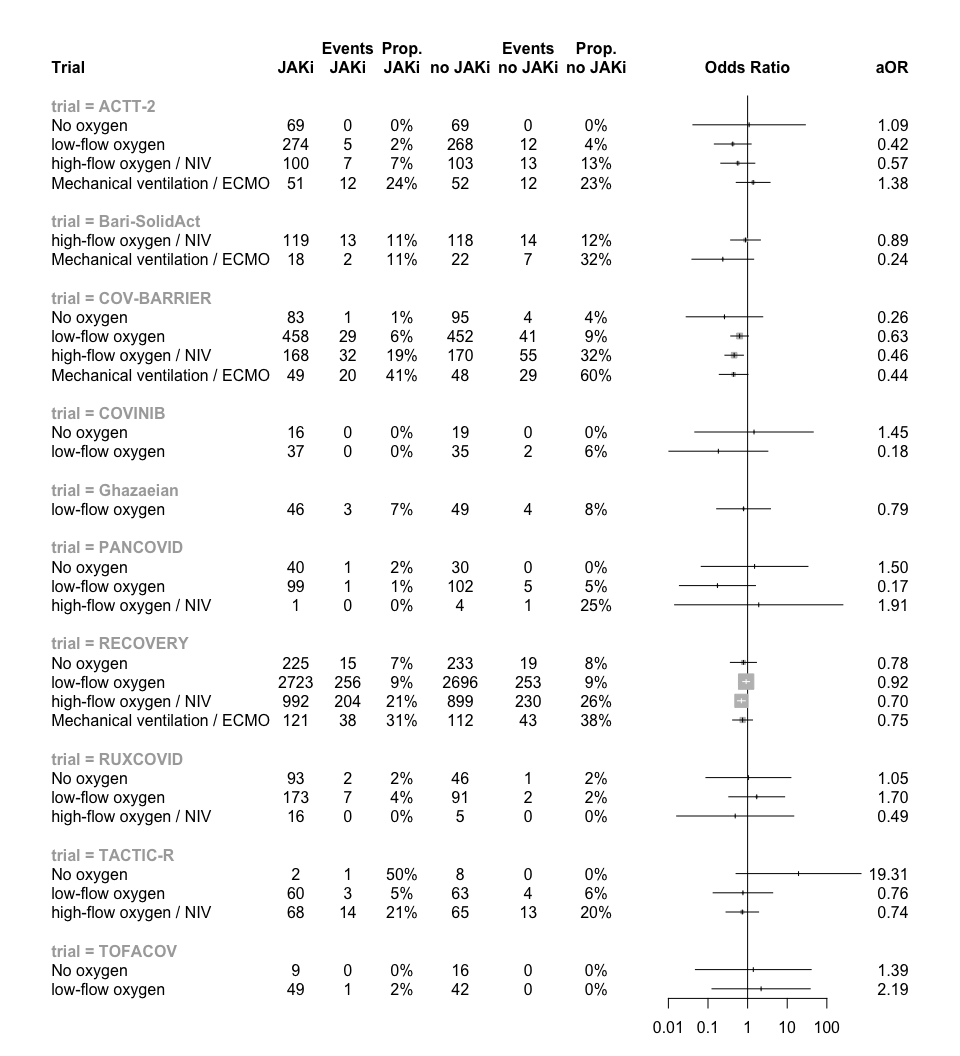 Events Prop. Events Prop.
Trial JAKi JAKi JAKi no JAKi no JAKi no JAKi Odds Ratio aOR
trial = ACTT-2
No oxygen 69 0 0% 69 0 0% 1.09
low-flow oxygen 274 5 2% 268 12 4% 0.42
high-flow oxygen / NIV 100 7 7% 103 13 13% 0.57
Mechanical ventilation / ECMO 51 12 24% 52 12 23% 1.38
trial = Bari-SolidAct
high-flow oxygen / NIV 119 13 11% 118 14 12% 0.89
Mechanical ventilation / ECMO 18 2 11% 22 7 32% 0.24
trial = COV-BARRIER
No oxygen 83 1 1% 95 4 4% 0.26
low-flow oxygen 458 29 6% 452 41 9% 0.63
high-flow oxygen / NIV 168 32 19% 170 55 32% 0.46
Mechanical ventilation / ECMO 49 20 41% 48 29 60% 0.44
trial = COVINIB
No oxygen 16 0 0% 19 0 0% 1.45
low-flow oxygen 37 0 0% 35 2 6% 0.18
trial = Ghazaeian
low-flow oxygen 46 3 7% 49 4 8% 0.79
trial = PANCOVID
No oxygen 40 1 2% 30 0 0% 1.50
low-flow oxygen 99 1 1% 102 5 5% 0.17
high-flow oxygen / NIV 1 0 0% 4 1 25% 1.91
trial = RECOVERY
No oxygen 225 15 7% 233 19 8% 0.78
low-flow oxygen 2723 256 9% 2696 253 9% 0.92
high-flow oxygen / NIV 992 204 21% 899 230 26% 0.70
Mechanical ventilation / ECMO 121 38 31% 112 43 38% 0.75
trial = RUXCOVID
No oxygen 93 2 2% 46 1 2% 1.05
low-flow oxygen 173 7 4% 91 2 2% 1.70
high-flow oxygen / NIV 16 0 0% 5 0 0% 0.49
trial = TACTIC-R
No oxygen 2 1 50% 8 0 0% 19.31
low-flow oxygen 60 3 5% 63 4 6% 0.76
high-flow oxygen / NIV 68 14 21% 65 13 20% 0.74
trial = TOFACOV
No oxygen 9 0 0% 16 0 0% 1.39
low-flow oxygen 49 1 2% 42 0 0% 2.19
0.01 0.1 1 10 100